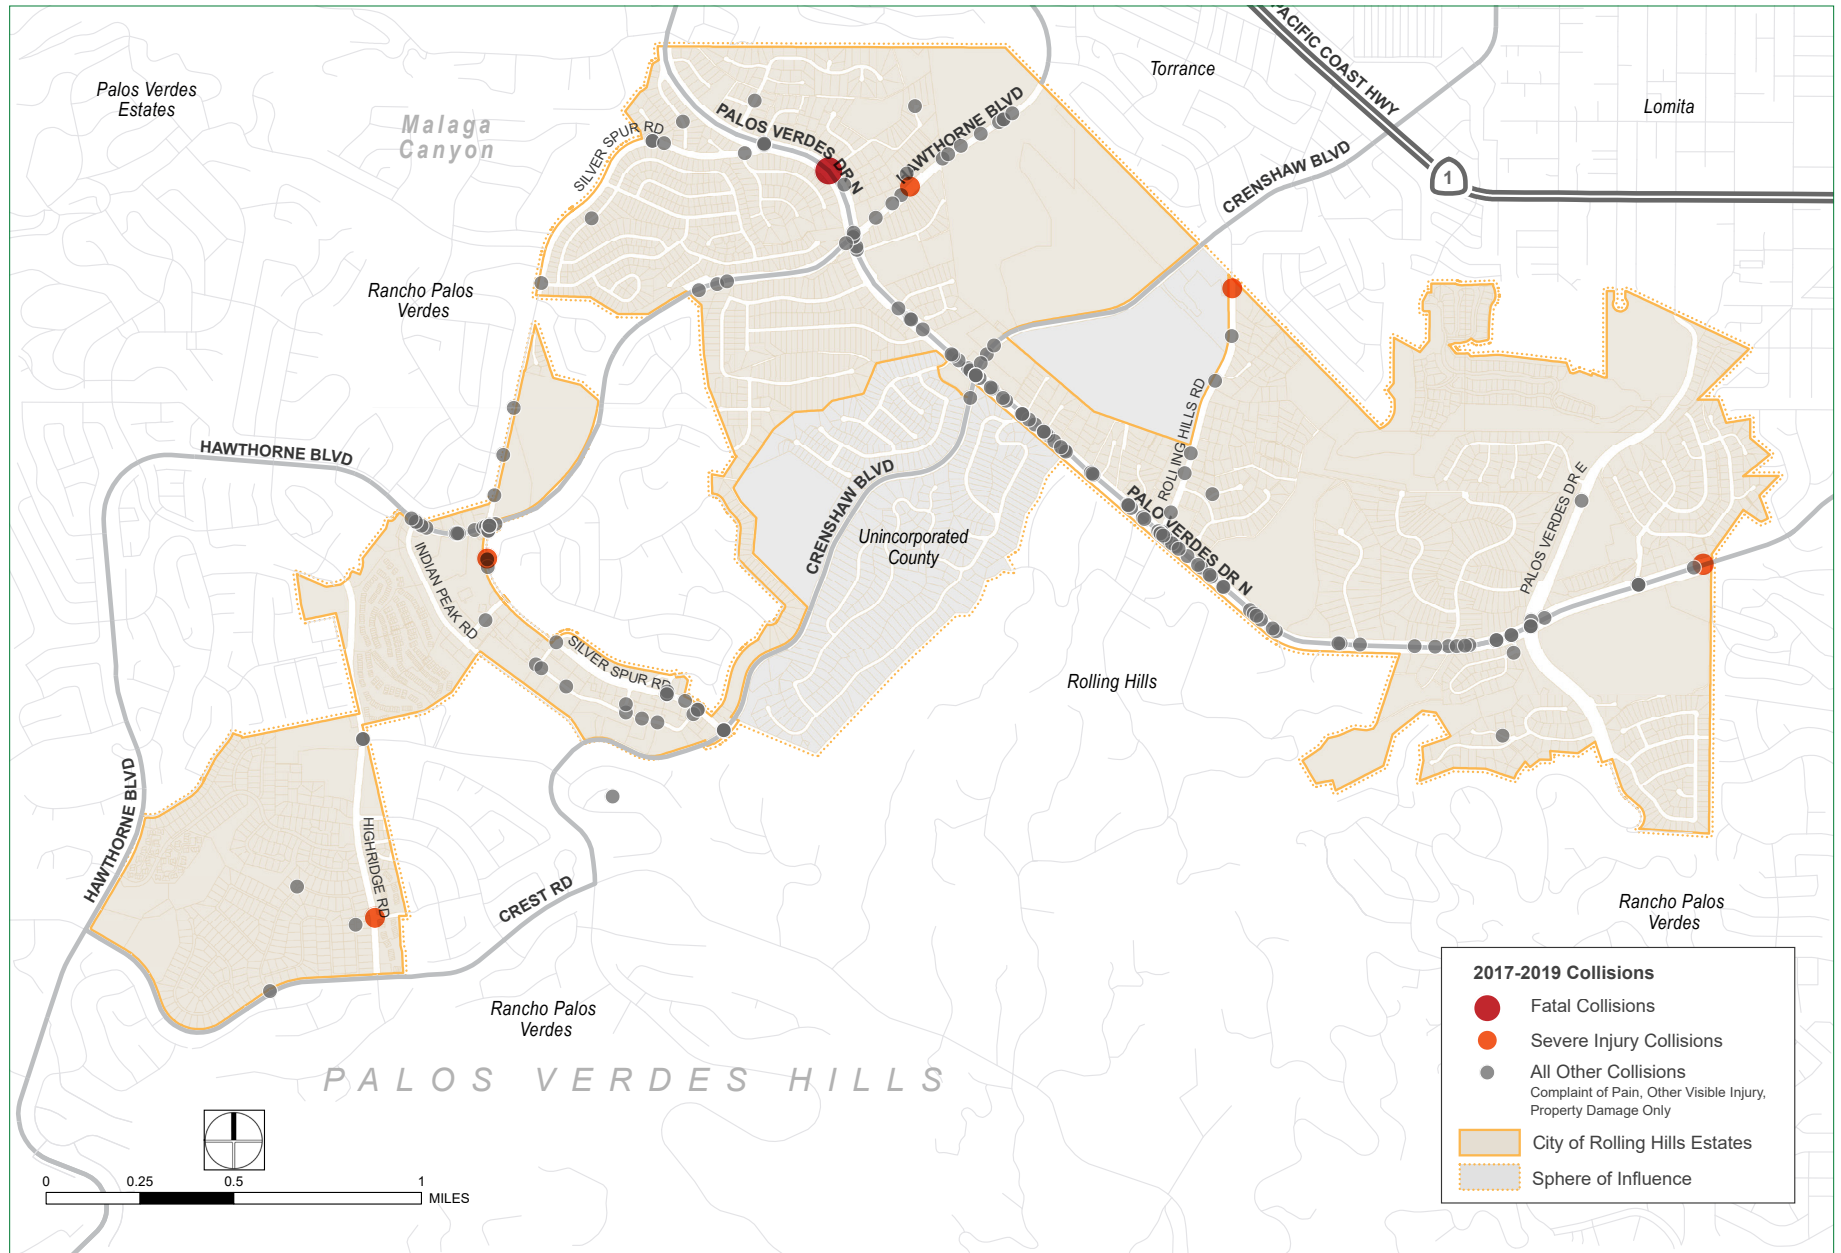 PACIFIC COAST HWY
Torrance
Palos Verdes
Estates
Lomita
Malaga
Canyon
PALOS VERDES DR N
HAWTHORNE BLVD
SILVER SPUR RD
CRENSHAW BLVD
1
Rancho Palos
Verdes
ROLLING HILLS RD
HAWTHORNE BLVD
CRENSHAW BLVD
PALOS VERDES DR E
PALO VERDES DR N
Unincorporated
County
INDIAN PEAK RD
SILVER SPUR RD
Rolling Hills
HAWTHORNE BLVD
HIGHRIDGE RD
CREST RD
Rancho Palos
Verdes
Rancho Palos
Verdes
PALOS VERDES HILLS
2017-2019 Collisions
Fatal Collisions
Severe Injury Collisions
All Other Collisions
Complaint of Pain, Other Visible Injury,
Property Damage Only
City of Rolling Hills Estates
Sphere of Influence
0 0.25 0.5 1
MILES